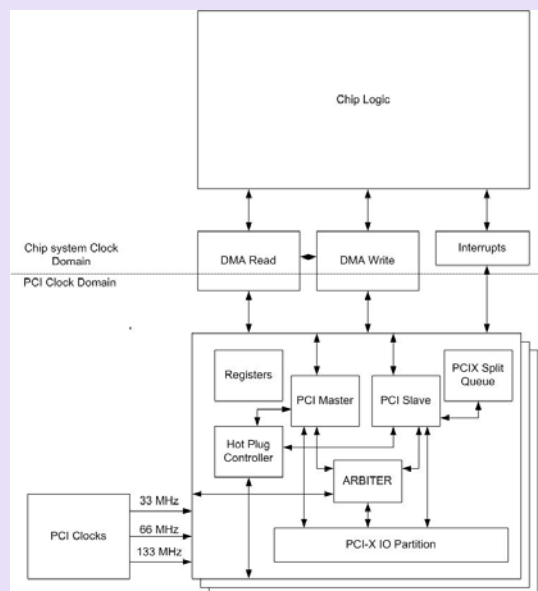 Chip Logic
Chip system Clock
Domain
DMA Read
DMA Write
Interrupts
PCI Clock Domain
Registers
PCI Master
PCI Slave
PCIX Split
Queue
Hot Plug
Controller
ARBITER
PCI Clocks
33 MHz
66 MHz
133 MHz
PCI-X IO Partition